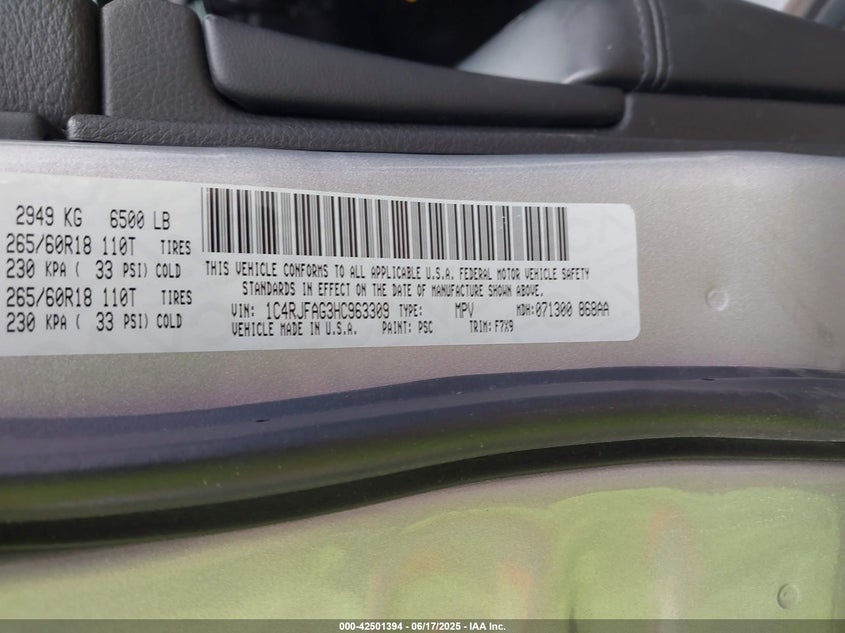 2949 KG 6500 LB
265/60R18 110T TIRES
230 KPA ( 33 PSI) COLD
265/60R18 110T TIRES
230 KPA ( 33 PSI) COLD
THIS VEHICLE CONFORMS TO ALL APPLICABLE U.S.A. FEDERAL MOTOR VEHICLE SAFETY
STANDARDS IN EFFECT ON THE DATE OF MANUFACTURE SHOWN ABOVE.
VIN: 1C4RJFAG3HC963309 TYPE: MPV MDH:071300 868AA
VEHICLE MADE IN U.S.A. PAINT: PSC TRIM: F7X9
000-42501394 - 06/17/2025 - IAA Inc.